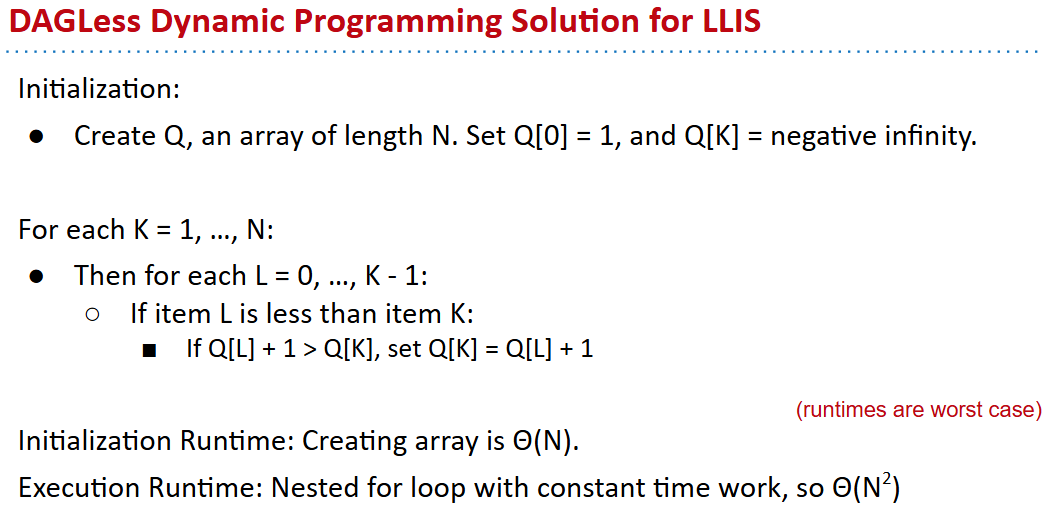 DAGLess Dynamic Programming Solution for LLIS
Initialization:
● Create Q, an array of length N. Set Q[0] = 1, and Q[K] = negative infinity.
For each K = 1, …, N:
● Then for each L = 0, …, K - 1:
○ If item L is less than item K:
■ If Q[L] + 1 > Q[K], set Q[K] = Q[L] + 1
(runtimes are worst case)
Initialization Runtime: Creating array is Θ(N).
Execution Runtime: Nested for loop with constant time work, so Θ(N²)